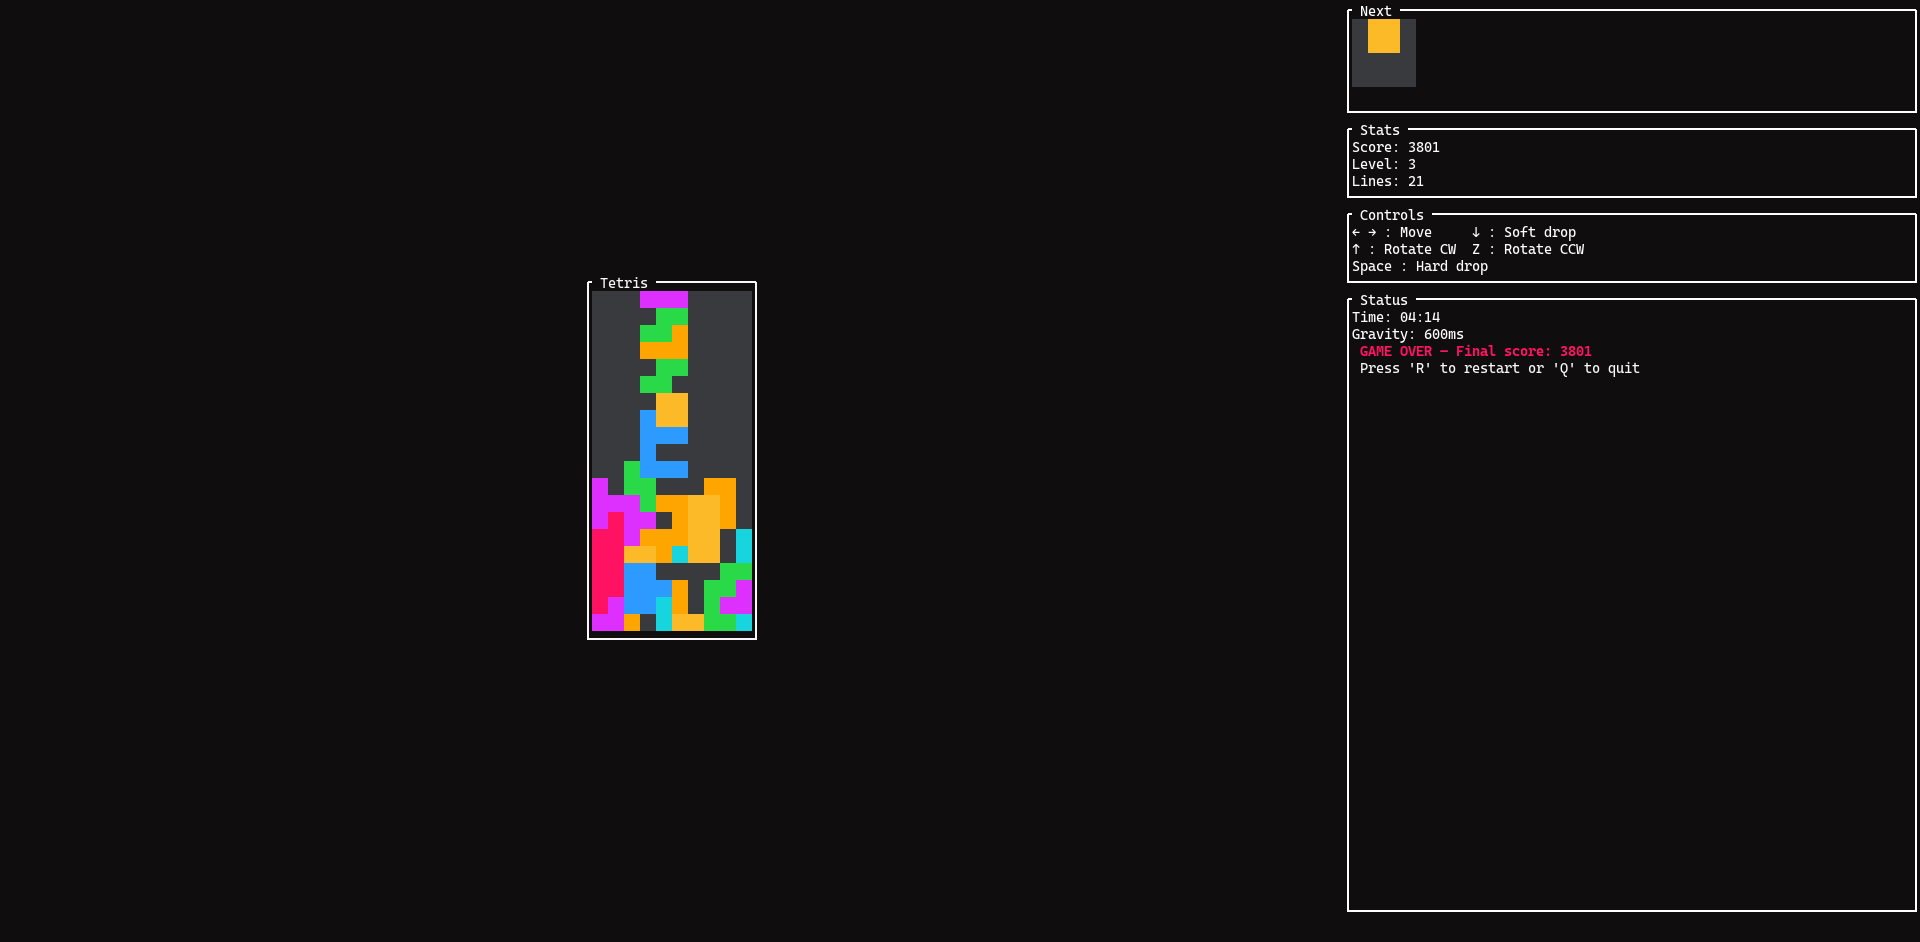 Next
Stats
Score: 3801
Level: 3
Lines: 21
Controls
← → : Move     ↓ : Soft drop
↑ : Rotate CW  Z : Rotate CCW
Space : Hard drop
Tetris
Status
Time: 04:14
Gravity: 600ms
GAME OVER — Final score: 3801
Press 'R' to restart or 'Q' to quit